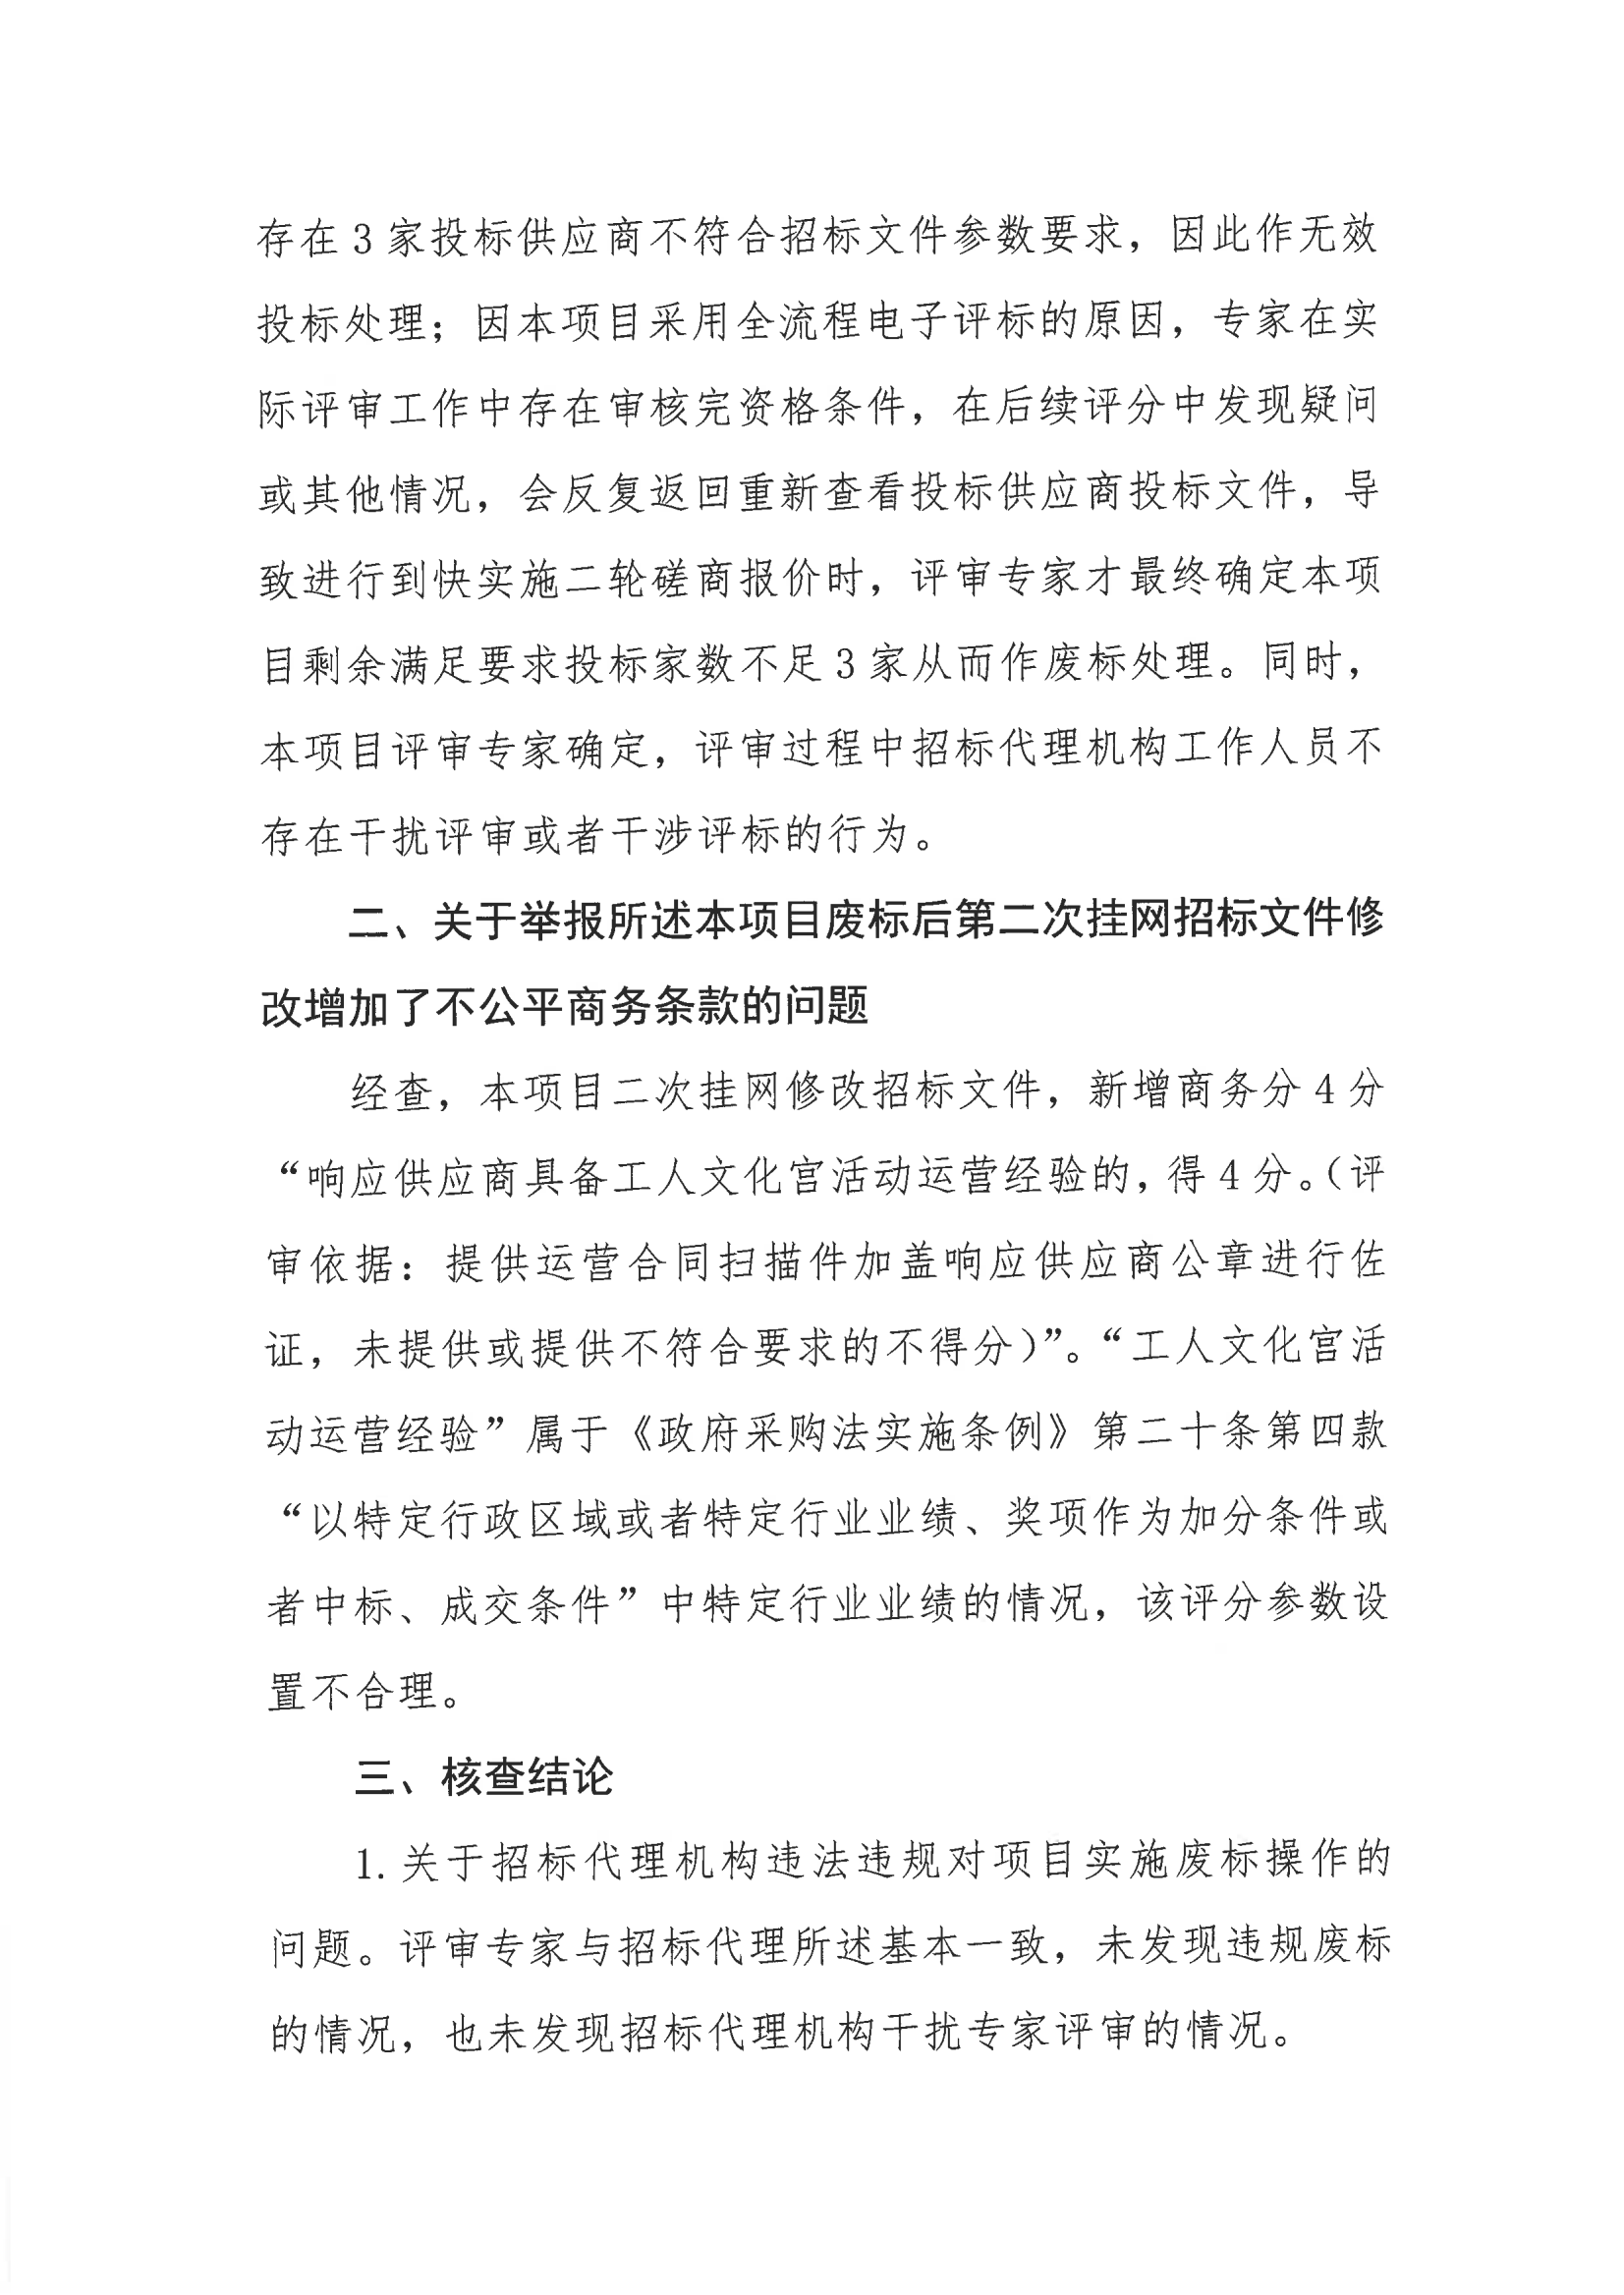 存在3家投标供应商不符合招标文件参数要求，因此作无效
投标处理；因本项目采用全流程电子评标的原因，专家在实
际评审工作中存在审核完资格条件，在后续评分中发现疑问
或其他情况，会反复返回重新查看投标供应商投标文件，导
致进行到快实施二轮磋商报价时，评审专家才最终确定本项
目剩余满足要求投标家数不足3家从而作废标处理。同时，
本项目评审专家确定，评审过程中招标代理机构工作人员不
存在干扰评审或者干涉评标的行为。
二、关于举报所述本项目废标后第二次挂网招标文件修
改增加了不公平商务条款的问题
经查，本项目二次挂网修改招标文件，新增商务分4分
“响应供应商具备工人文化宫活动运营经验的，得4分。（评
审依据：提供运营合同扫描件加盖响应供应商公章进行佐
证，未提供或提供不符合要求的不得分）”。“工人文化宫活
动运营经验”属于《政府采购法实施条例》第二十条第四款
“以特定行政区域或者特定行业业绩、奖项作为加分条件或
者中标、成交条件”中特定行业业绩的情况，该评分参数设
置不合理。
三、核查结论
1.关于招标代理机构违法违规对项目实施废标操作的
问题。评审专家与招标代理所述基本一致，未发现违规废标
的情况，也未发现招标代理机构干扰专家评审的情况。